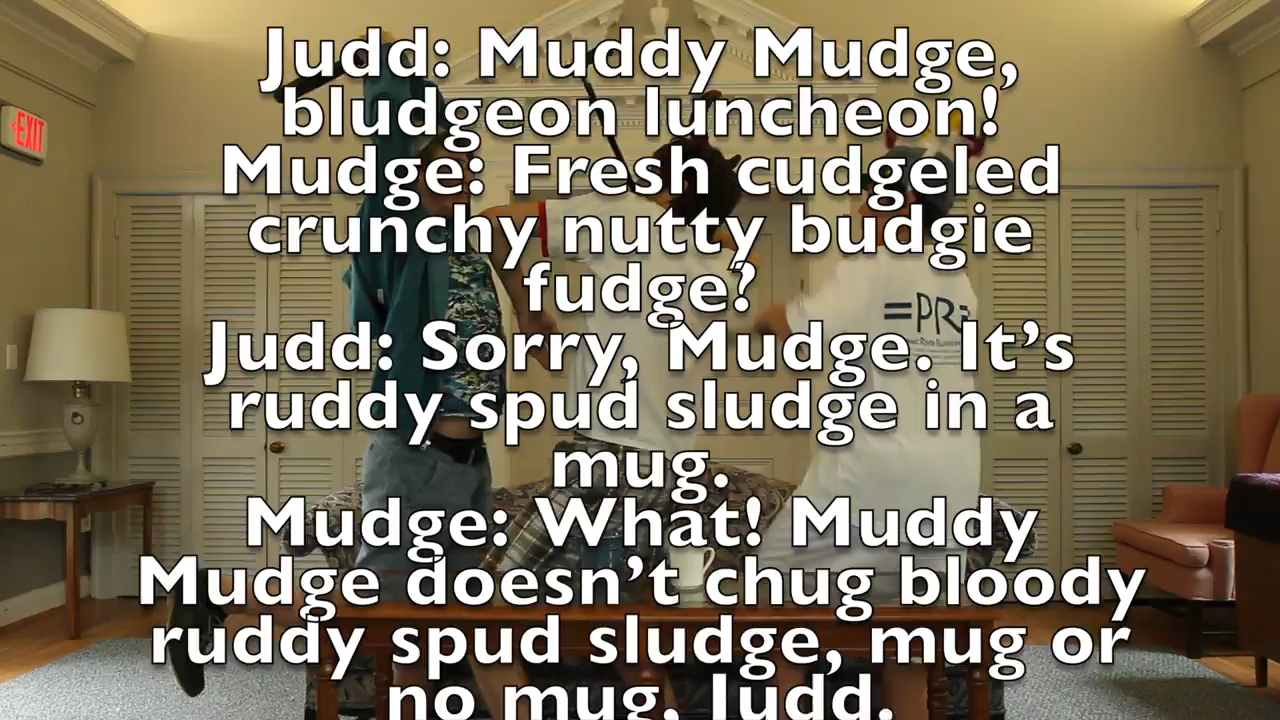 Judd: Muddy Mudge,
bludgeon luncheon!
Mudge: Fresh cudgeled
crunchy nutty budgie
fudge?
Judd: Sorry, Mudge. It’s
ruddy spud sludge in a
mug.
Mudge: What! Muddy
Mudge doesn’t chug bloody
ruddy spud sludge, mug or
no mug, Judd.
EXIT